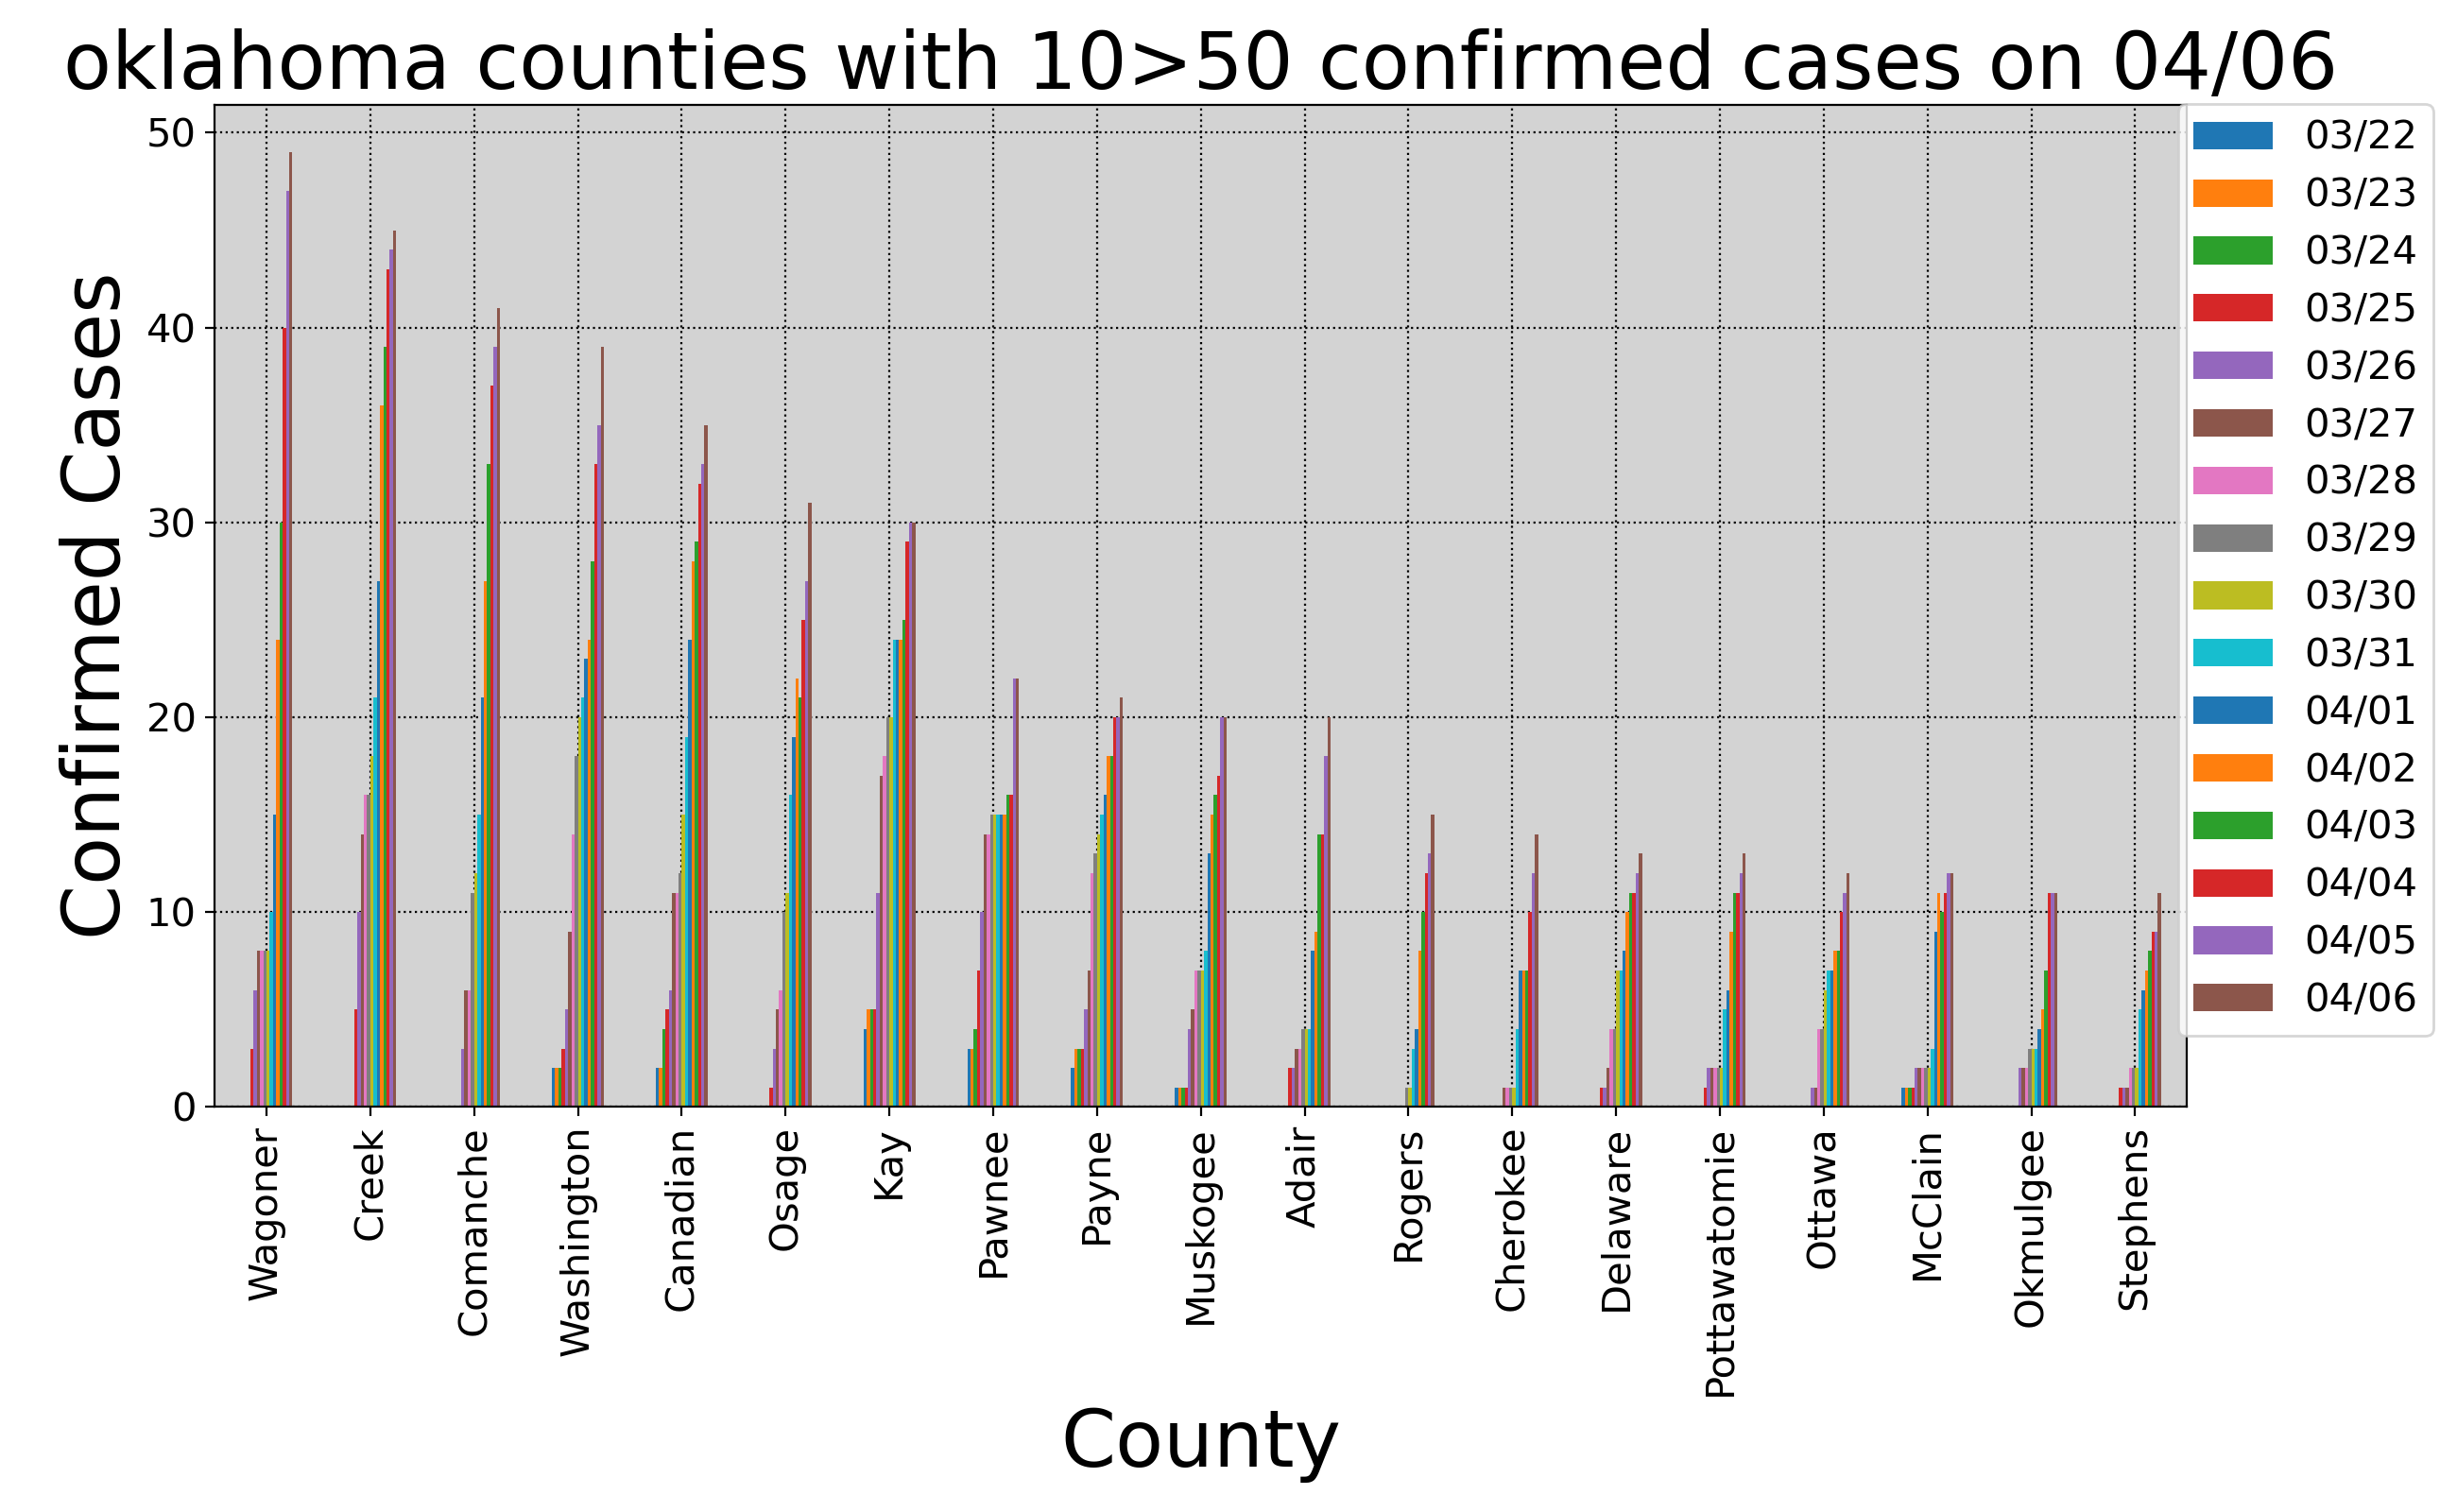 oklahoma counties with 10>50 confirmed cases on 04/06
Confirmed Cases
50
40
30
20
10
0
03/22
03/23
03/24
03/25
03/26
03/27
03/28
03/29
03/30
03/31
04/01
04/02
04/03
04/04
04/05
04/06
Wagoner
Creek
Comanche
Washington
Canadian
Osage
Kay
Pawnee
Payne
Muskogee
Adair
Rogers
Cherokee
Delaware
Pottawatomie
Ottawa
McClain
Okmulgee
Stephens
County